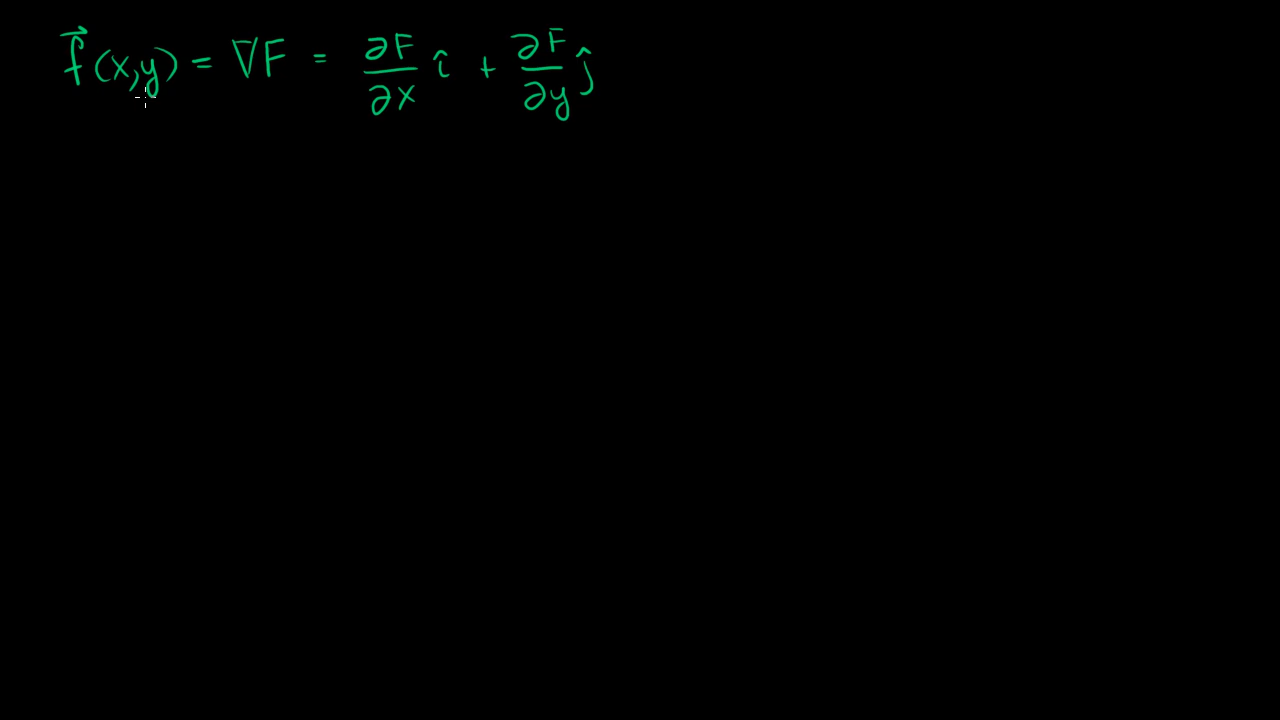 f⃗(x,y) = ∇F = ∂F/∂x î + ∂F/∂y ĵ